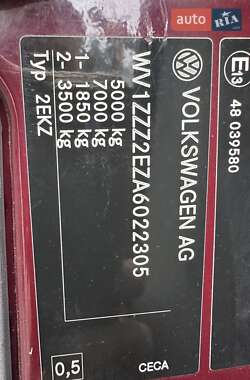 AUTO RIA
VOLKSWAGEN AG
E13
48 039580
WV1ZZZ2EZA6022305
5000 kg
7000 kg
1- 1850 kg
2- 3500 kg
Typ 2EKZ
0,5
CECA